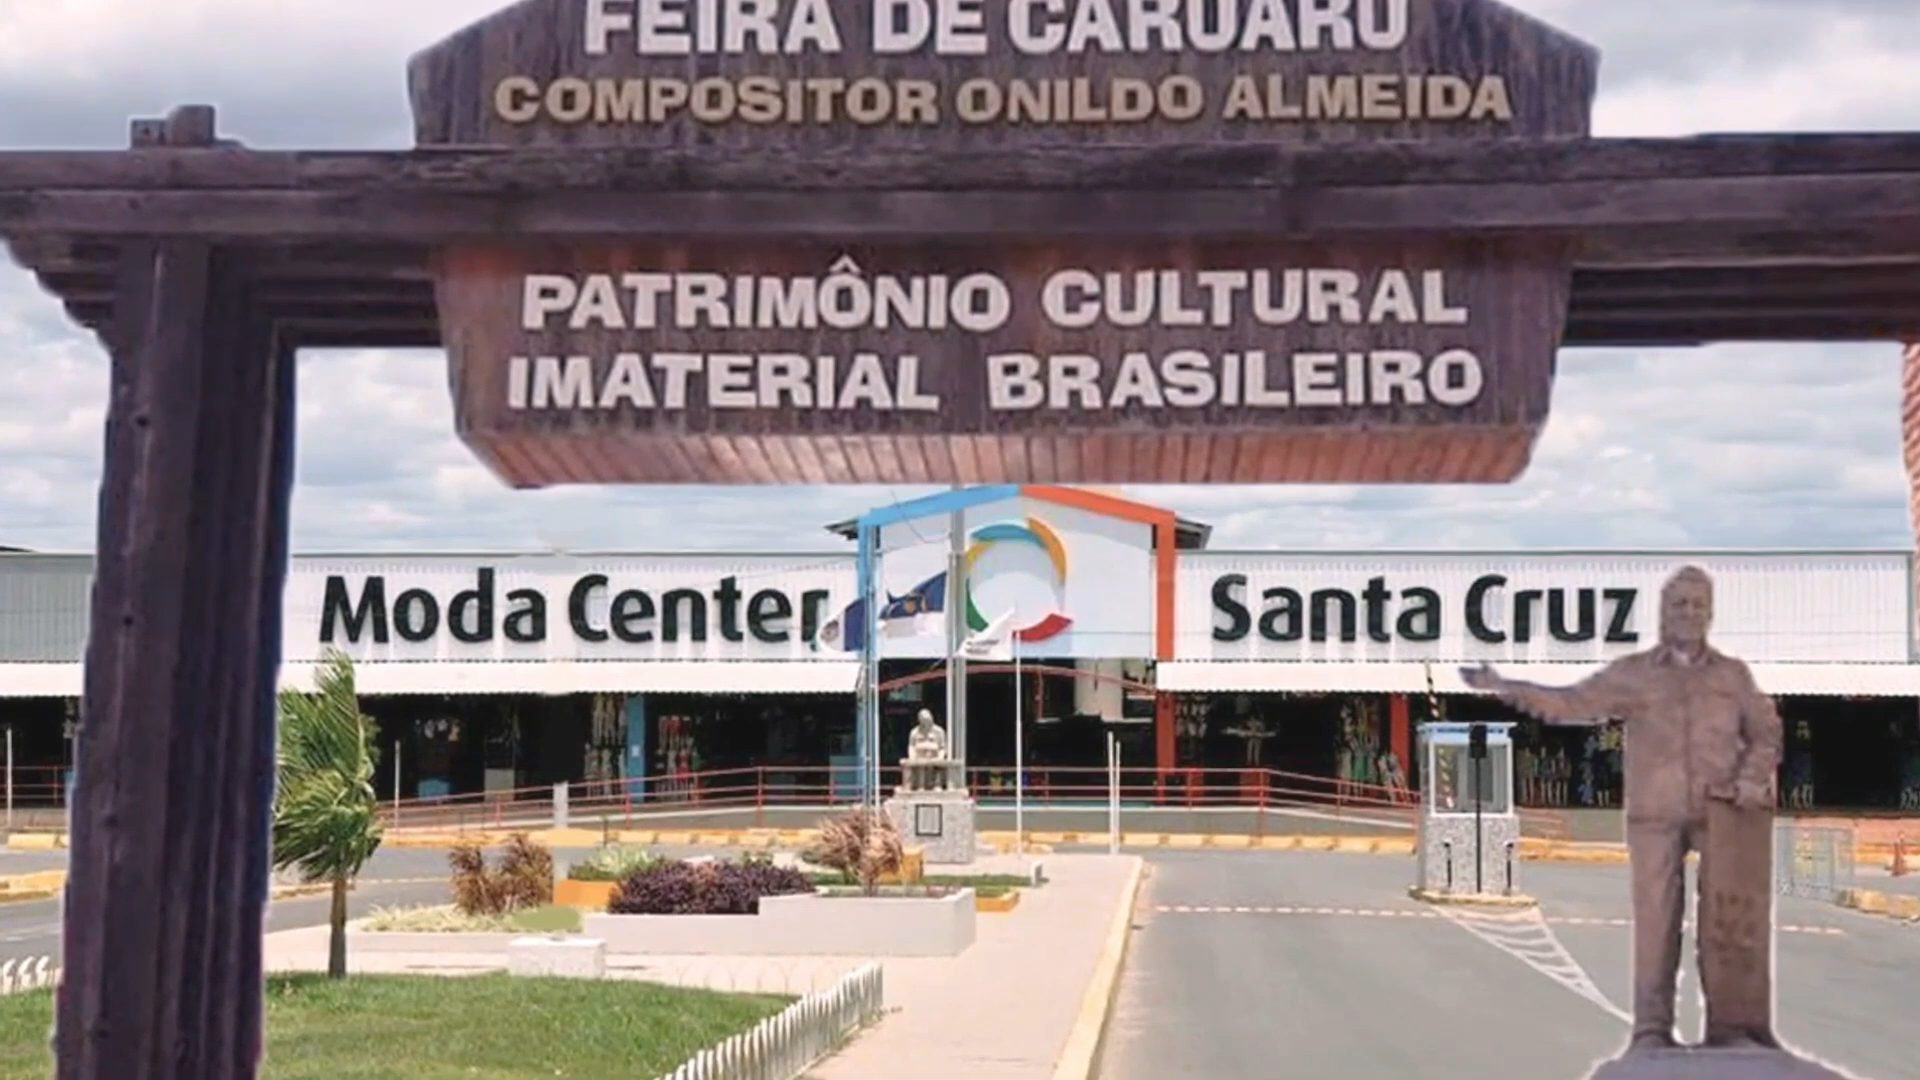 FEIRA DE CARUARU
COMPOSITOR ONILDO ALMEIDA
PATRIMÔNIO CULTURAL
IMATERIAL BRASILEIRO
Moda Center Santa Cruz